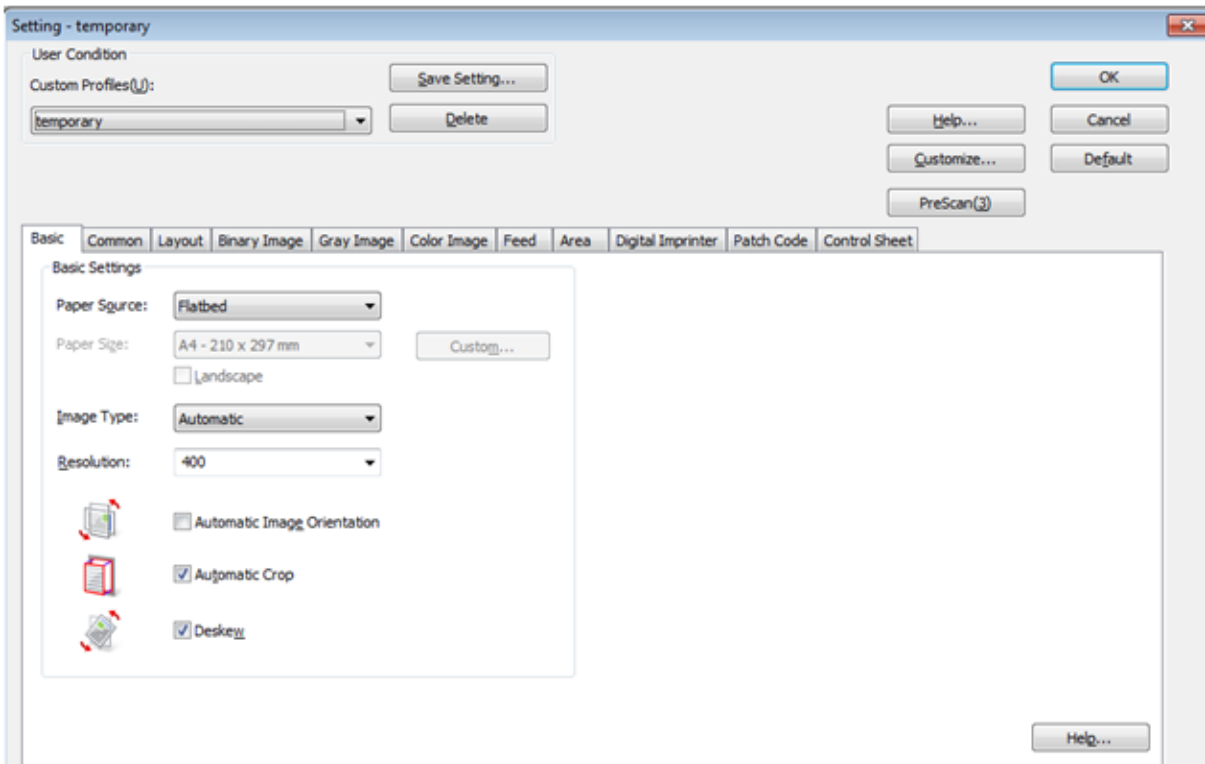 Setting - temporary
User Condition
Custom Profiles(U):
Save Setting...
OK
temporary
Delete
Help...
Cancel
Customize...
Default
PreScan(3)
Basic Common Layout Binary Image Gray Image Color Image Feed Area Digital Imprinter Patch Code Control Sheet
Basic Settings
Paper Source: Flatbed
Paper Size: A4 - 210 x 297 mm Custom...
Landscape
Image Type: Automatic
Resolution: 400
Automatic Image Orientation
Automatic Crop
Deskew
Help...